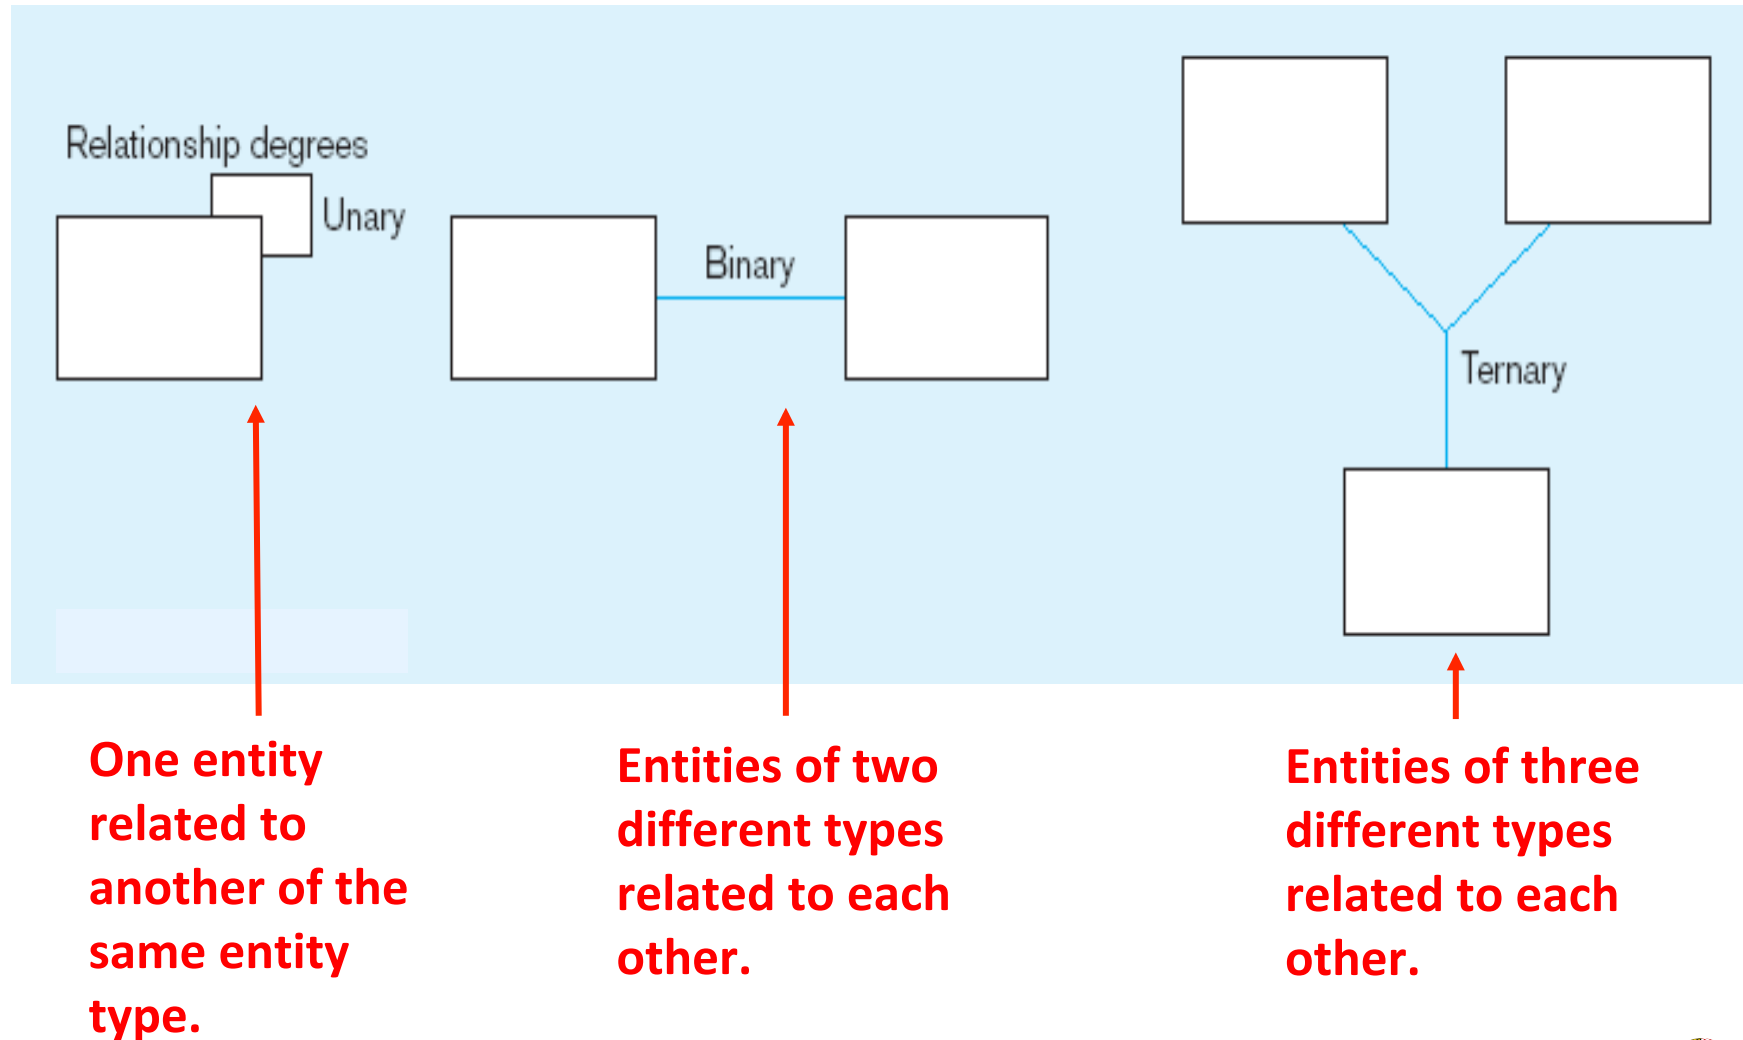 Relationship degrees
Unary
Binary
Ternary
One entity
related to
another of the
same entity
type.
Entities of two
different types
related to each
other.
Entities of three
different types
related to each
other.